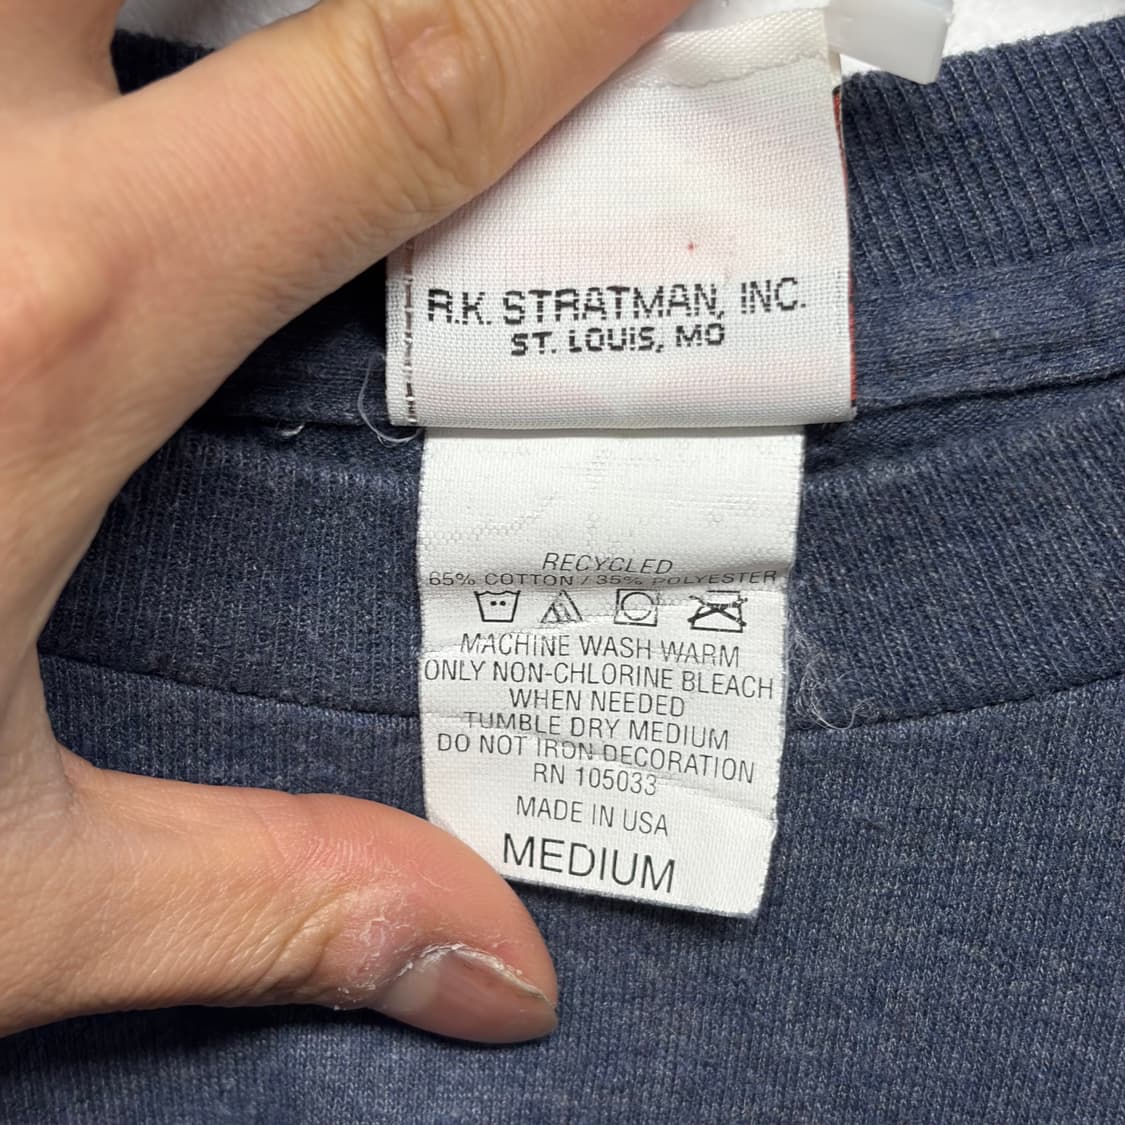 R.K. STRATMAN, INC.
ST. LOUIS, MO
RECYCLED
65% COTTON / 35% POLYESTER
MACHINE WASH WARM
ONLY NON-CHLORINE BLEACH
WHEN NEEDED
TUMBLE DRY MEDIUM
DO NOT IRON DECORATION
RN 105033
MADE IN USA
MEDIUM